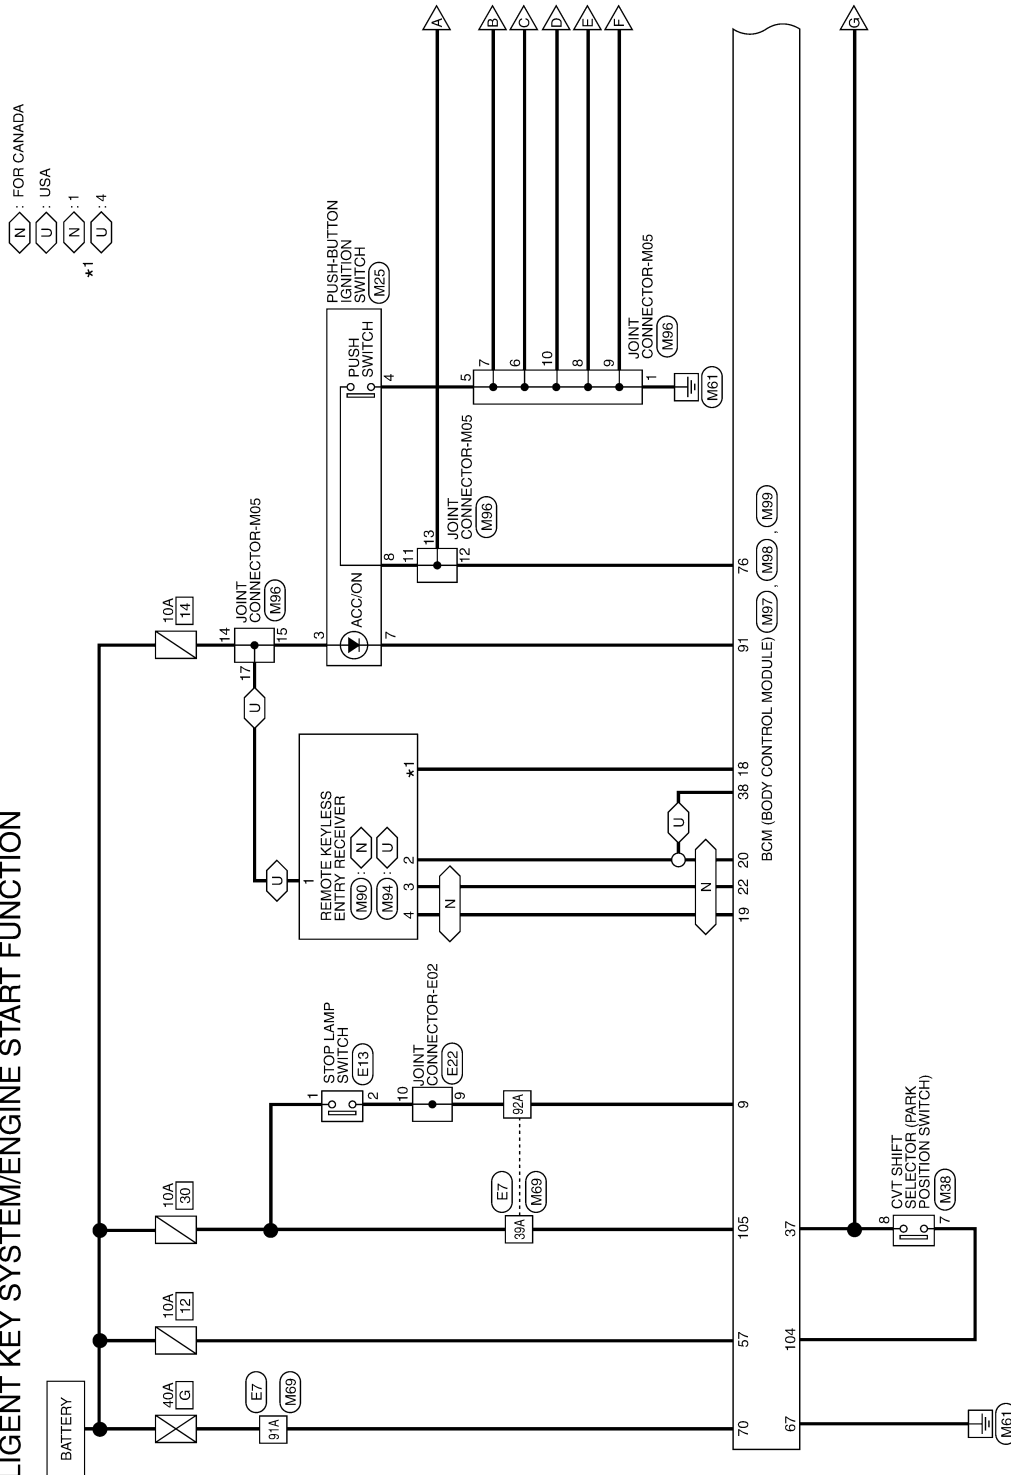 LIGENT KEY SYSTEM/ENGINE START FUNCTION
N : FOR CANADA
U : USA
*1 N : 1
U : 4
BATTERY
40A G
10A 12
10A 30
10A 14
E7
M69
91A
JOINT
CONNECTOR-M05
M96
14
15
17
U
U
STOP LAMP
SWITCH
E13
1
2
JOINT
CONNECTOR-E02
E22
10
9
E7
M69
39A
92A
REMOTE KEYLESS
ENTRY RECEIVER
M90 : N
M94 : U
1
4
3
2
*1
N
N
U
PUSH-BUTTON
IGNITION
SWITCH
M25
PUSH
SWITCH
ACC/ON
3
7
8
4
11
13
12
JOINT
CONNECTOR-M05
M96
5
7
6
10
8
9
1
JOINT
CONNECTOR-M05
M96
M61
A
B
C
D
E
F
G
70
57
105
9
19
22
20
38
18
91
76
BCM (BODY CONTROL MODULE) M97 , M98 , M99
67
104
37
8
7
CVT SHIFT
SELECTOR (PARK
POSITION SWITCH)
M38
M61